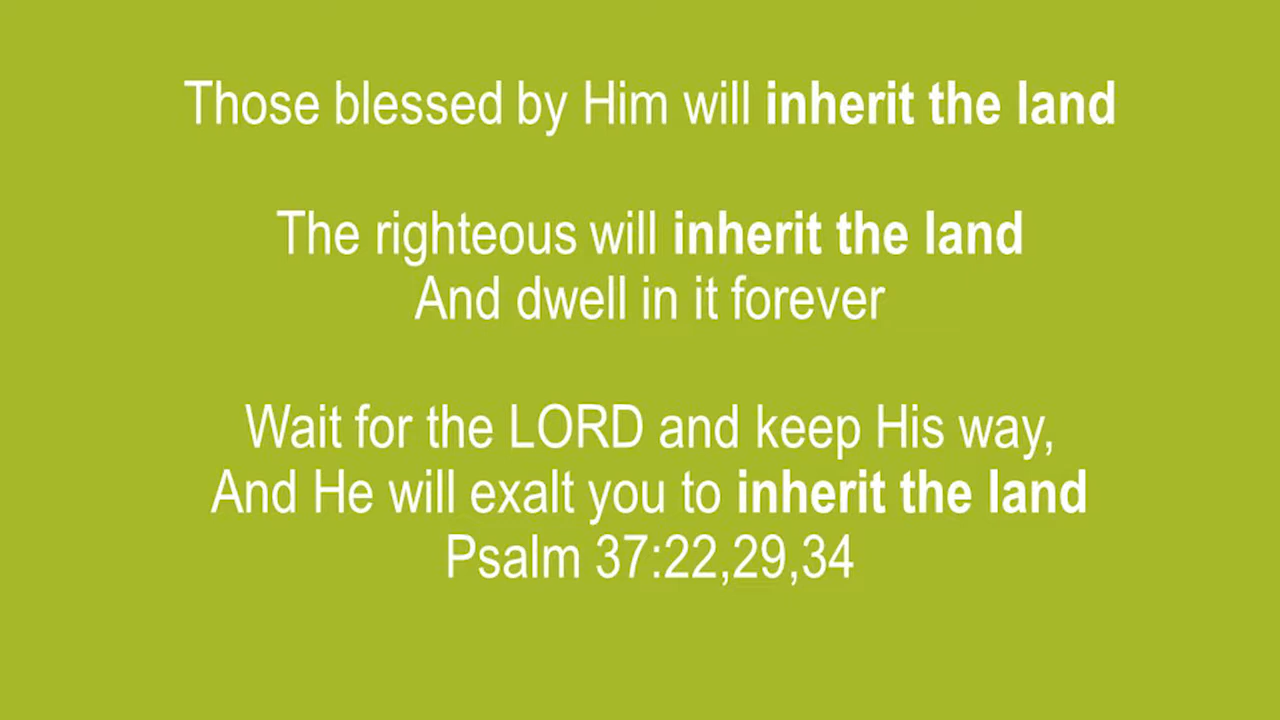 Those blessed by Him will inherit the land
The righteous will inherit the land
And dwell in it forever
Wait for the LORD and keep His way,
And He will exalt you to inherit the land
Psalm 37:22,29,34